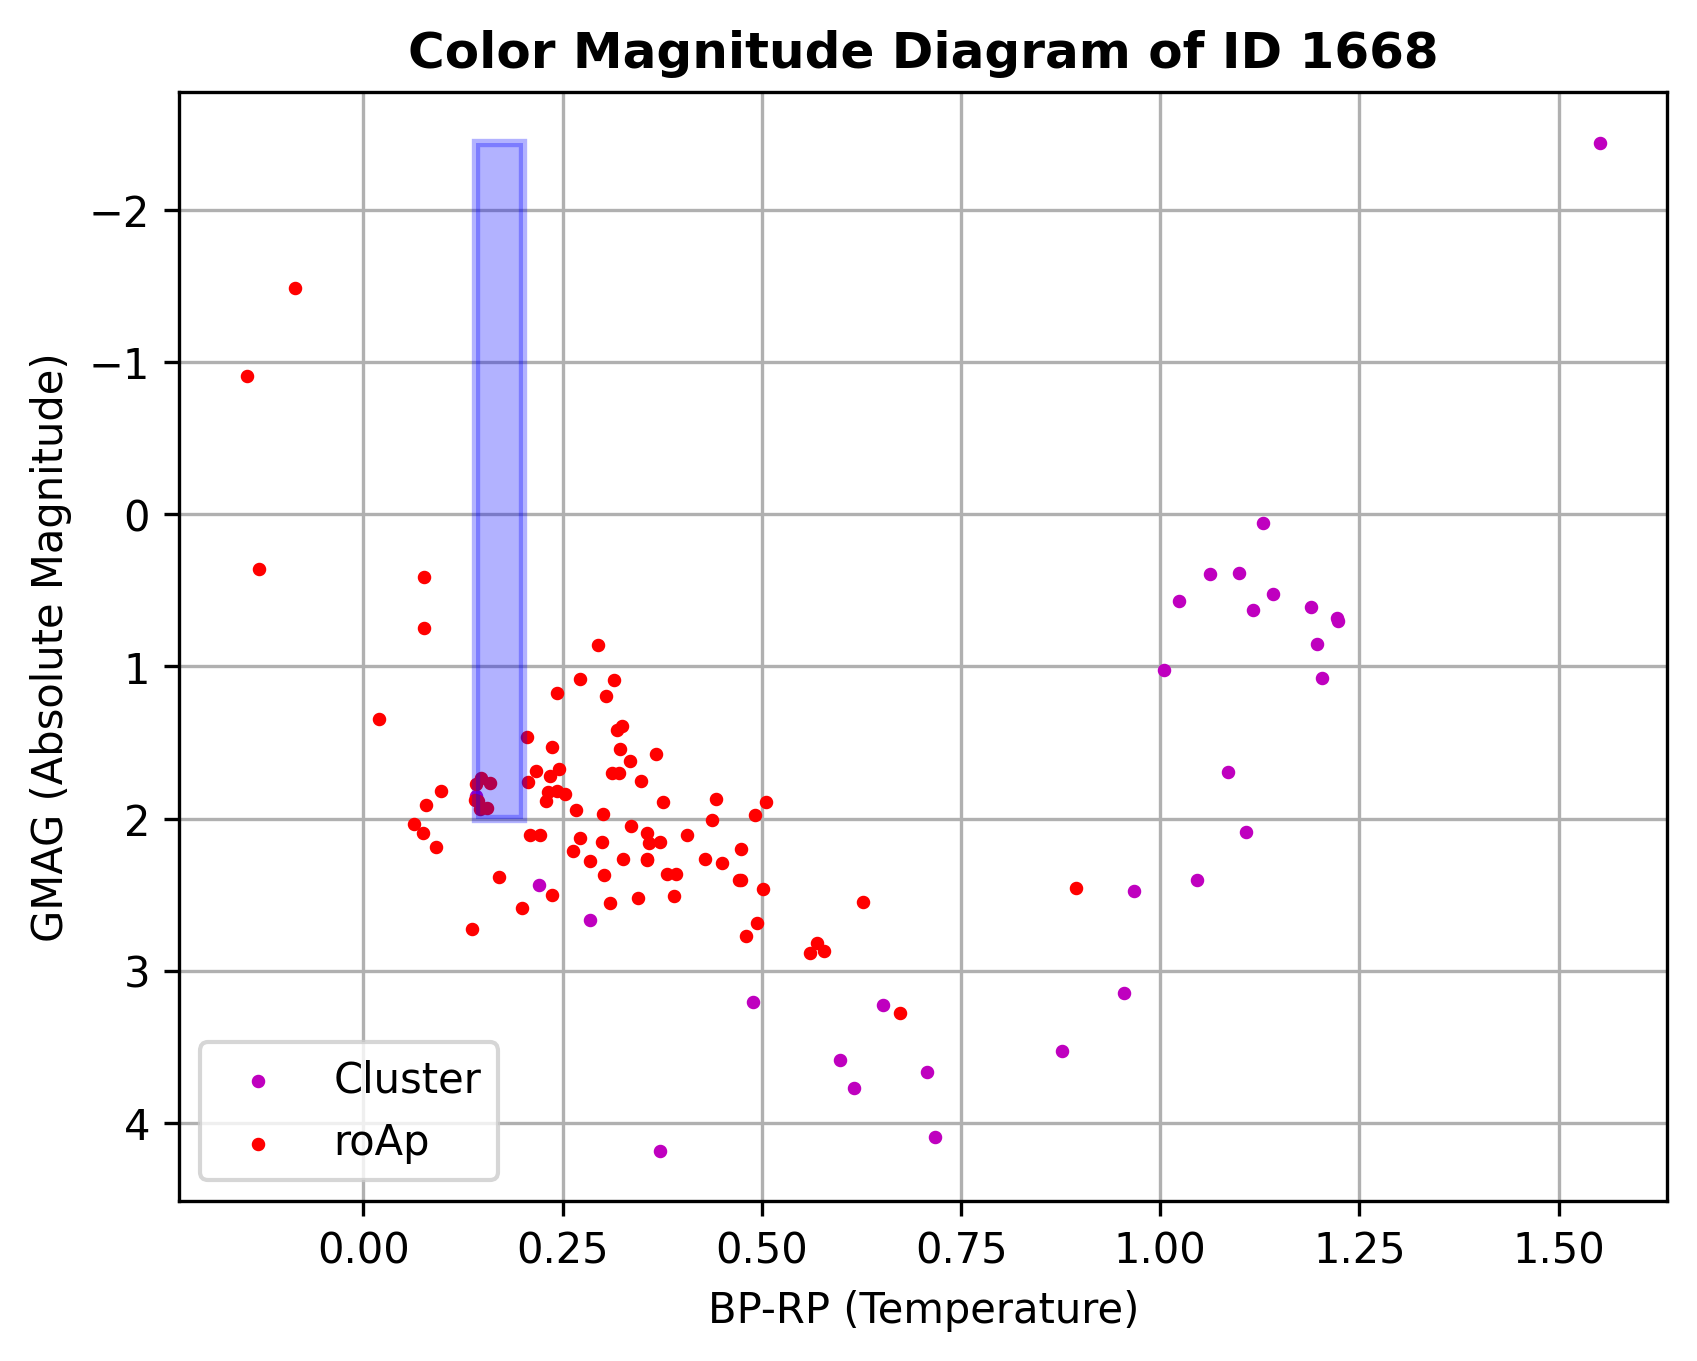 Color Magnitude Diagram of ID 1668
GMAG (Absolute Magnitude)
−2
−1
0
1
2
3
4
Cluster
roAp
0.00 0.25 0.50 0.75 1.00 1.25 1.50
BP-RP (Temperature)